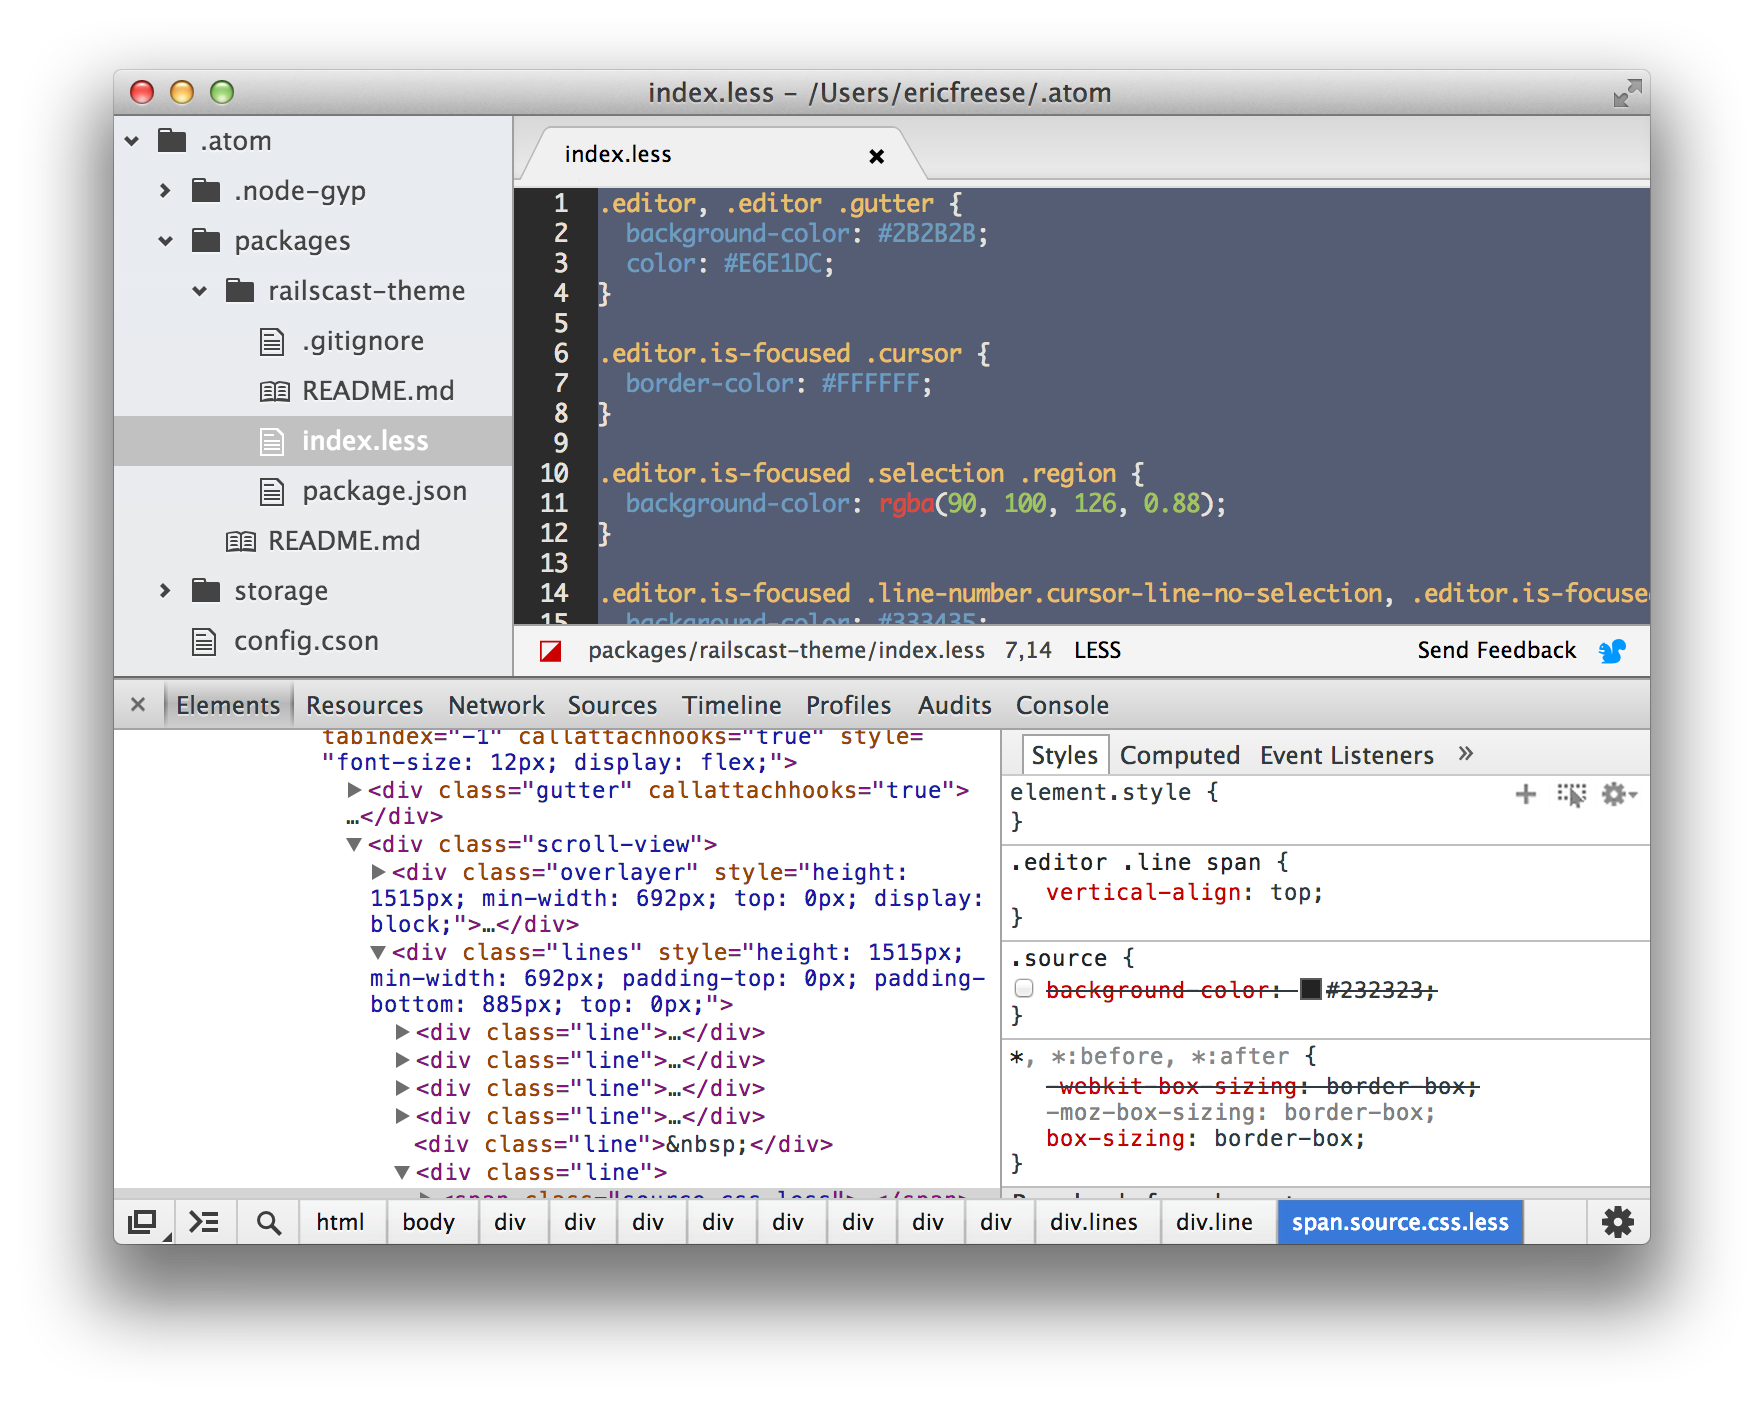 index.less – /Users/ericfreese/.atom
.atom
.node-gyp
packages
railscast-theme
.gitignore
README.md
index.less
package.json
README.md
storage
config.cson
index.less
1 .editor, .editor .gutter {
2 background-color: #2B2B2B;
3 color: #E6E1DC;
4 }
5
6 .editor.is-focused .cursor {
7 border-color: #FFFFFF;
8 }
9
10 .editor.is-focused .selection .region {
11 background-color: rgba(90, 100, 126, 0.88);
12 }
13
14 .editor.is-focused .line-number.cursor-line-no-selection, .editor.is-focuse
15 background-color: #333435;
packages/railscast-theme/index.less 7,14 LESS Send Feedback
Elements Resources Network Sources Timeline Profiles Audits Console
tabindex="-1" callattachhooks="true" style=
"font-size: 12px; display: flex;">
<div class="gutter" callattachhooks="true">
…</div>
<div class="scroll-view">
<div class="overlayer" style="height:
1515px; min-width: 692px; top: 0px; display:
block;">…</div>
<div class="lines" style="height: 1515px;
min-width: 692px; padding-top: 0px; padding-
bottom: 885px; top: 0px;">
<div class="line">…</div>
<div class="line">…</div>
<div class="line">…</div>
<div class="line">…</div>
<div class="line">&nbsp;</div>
<div class="line">
<span class="source css less">…</span>
Styles Computed Event Listeners »
element.style {
}
.editor .line span {
vertical-align: top;
}
.source {
background-color: #232323;
}
*, *:before, *:after {
-webkit-box-sizing: border-box;
-moz-box-sizing: border-box;
box-sizing: border-box;
}
html body div div div div div div div div div.lines div.line span.source.css.less